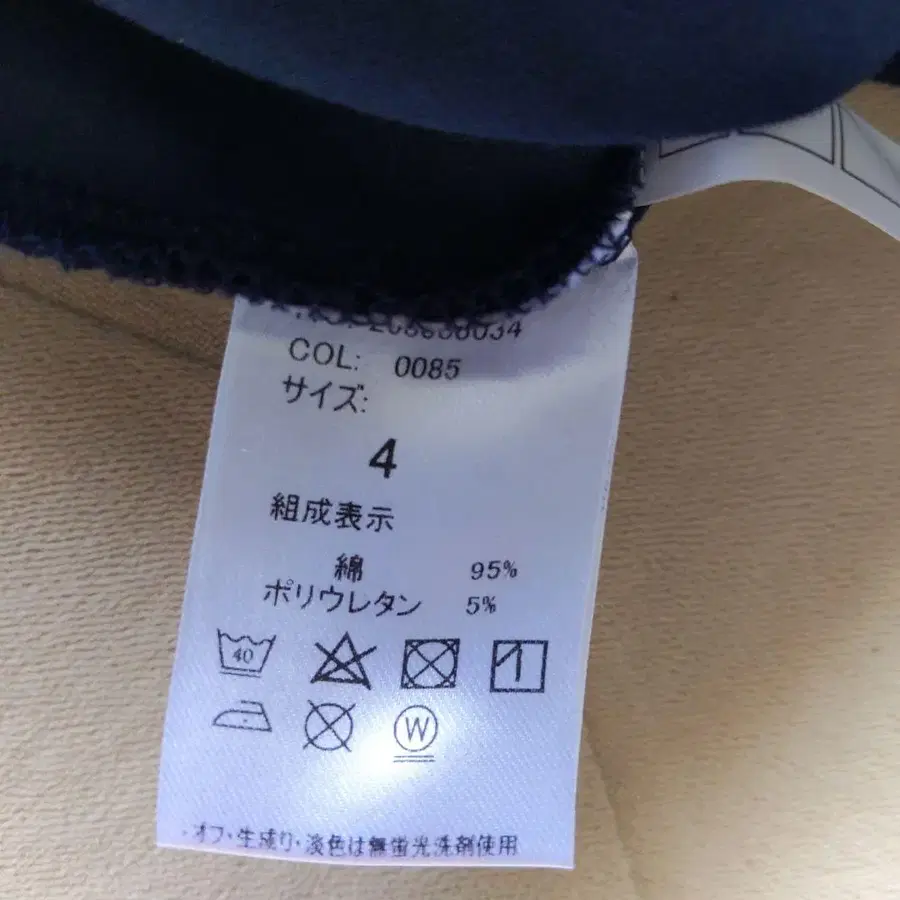 COL: 0085
サイズ:
4
組成表示
綿 95%
ポリウレタン 5%
40
W
・オフ・生成り・淡色は無蛍光洗剤使用